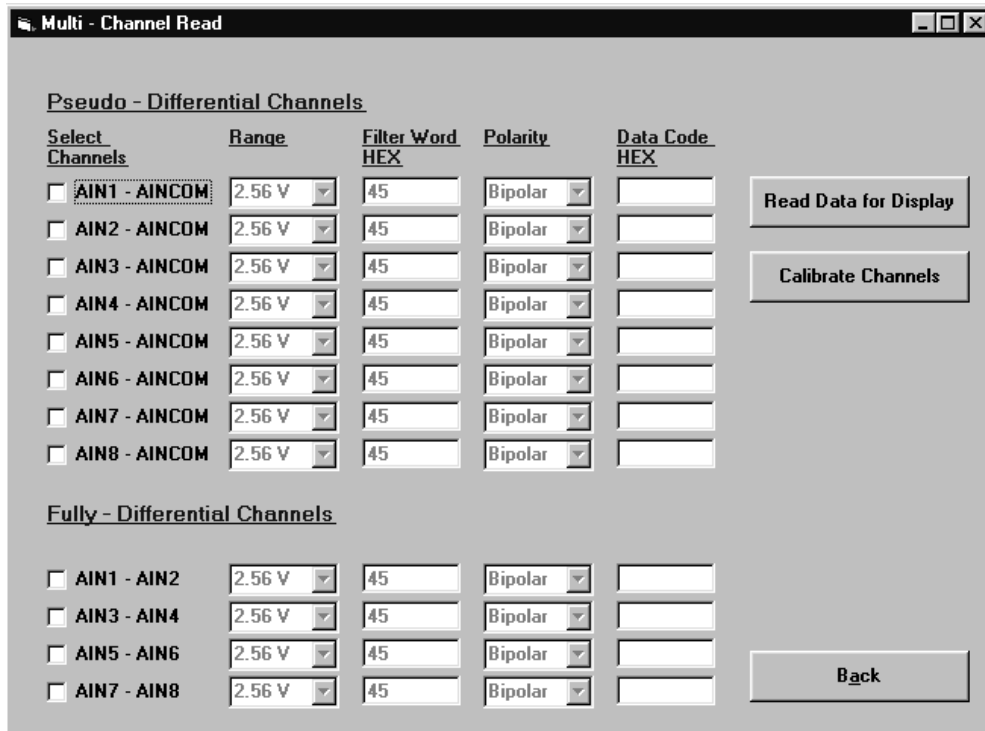 Multi - Channel Read
Pseudo - Differential Channels
Select Channels Range Filter Word HEX Polarity Data Code HEX
AIN1 - AINCOM 2.56 V 45 Bipolar
Read Data for Display
AIN2 - AINCOM 2.56 V 45 Bipolar
AIN3 - AINCOM 2.56 V 45 Bipolar
Calibrate Channels
AIN4 - AINCOM 2.56 V 45 Bipolar
AIN5 - AINCOM 2.56 V 45 Bipolar
AIN6 - AINCOM 2.56 V 45 Bipolar
AIN7 - AINCOM 2.56 V 45 Bipolar
AIN8 - AINCOM 2.56 V 45 Bipolar
Fully - Differential Channels
AIN1 - AIN2 2.56 V 45 Bipolar
AIN3 - AIN4 2.56 V 45 Bipolar
AIN5 - AIN6 2.56 V 45 Bipolar
AIN7 - AIN8 2.56 V 45 Bipolar
Back